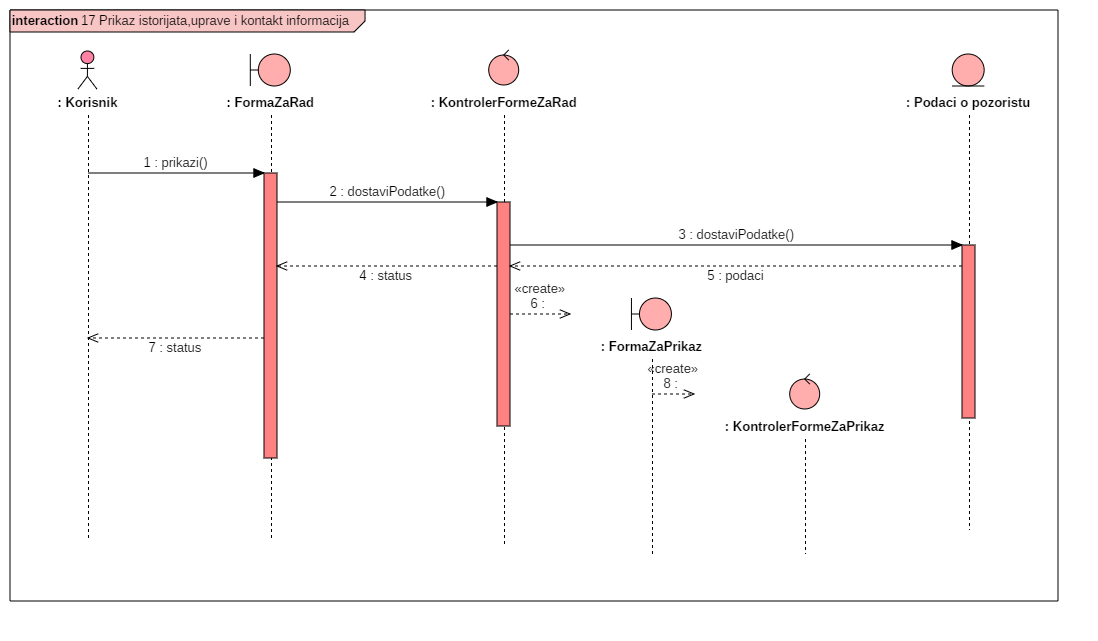 interaction 17 Prikaz istorijata,uprave i kontakt informacija
: Korisnik
: FormaZaRad
: KontrolerFormeZaRad
: Podaci o pozoristu
1 : prikazi()
2 : dostaviPodatke()
3 : dostaviPodatke()
4 : status
5 : podaci
«create»
6 :
: FormaZaPrikaz
7 : status
«create»
8 :
: KontrolerFormeZaPrikaz